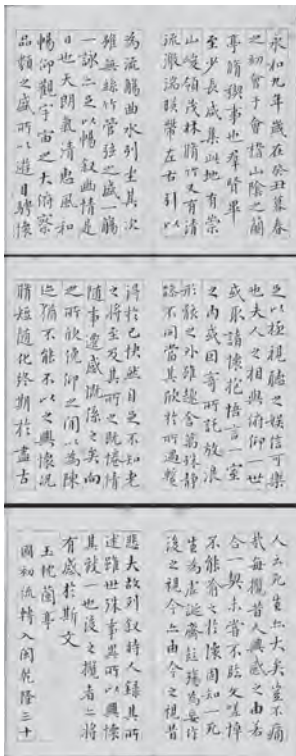 永和九年歲在癸丑暮春
之初會于會稽山陰之蘭
亭脩禊事也羣賢畢
至少長咸集此地有崇
山峻領茂林脩竹又有清
流激湍暎帶左右引以
為流觴曲水列坐其次
雖無絲竹管弦之盛一觴
一詠亦足以暢叙幽情是
日也天朗氣清惠風和
暢仰觀宇宙之大俯察
品類之盛所以遊目騁懷
足以極視聽之娛信可樂
也夫人之相與俯仰一世
或取諸懷抱悟言一室
之內或因寄所託放浪
形骸之外雖趣舍萬殊靜
躁不同當其欣於所遇蹔
得於己快然自足不知老
之將至及其所之既惓情
隨事遷感慨係之矣向
之所欣俛仰之間以為陳
迹猶不能不以之興懷況
脩短隨化終期於盡古
人云死生亦大矣豈不痛
哉每攬昔人興感之由若
合一契未嘗不臨文嗟悼
不能喻之於懷固知一死
生為虛誕齊彭殤為妄作
後之視今亦由今之視昔
悲夫故列敘時人錄其所
述雖世殊事異所以興懷
其致一也後之攬者亦將
有感於斯文
玉枕蘭亭
國初流轉入閩乾隆三十